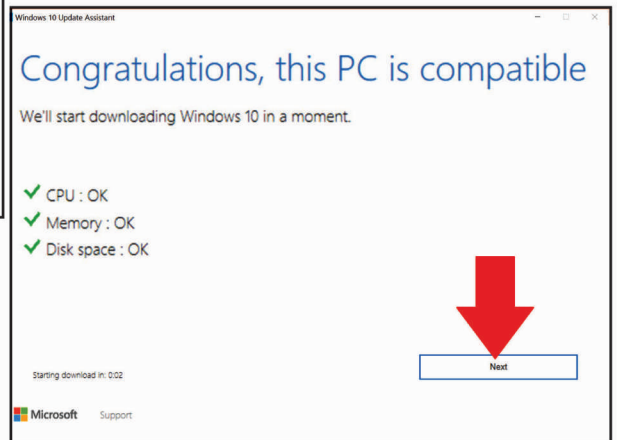 Windows 10 Update Assistant
Congratulations, this PC is compatible
We'll start downloading Windows 10 in a moment.
CPU : OK
Memory : OK
Disk space : OK
Next
Starting download in: 0:02
Microsoft Support